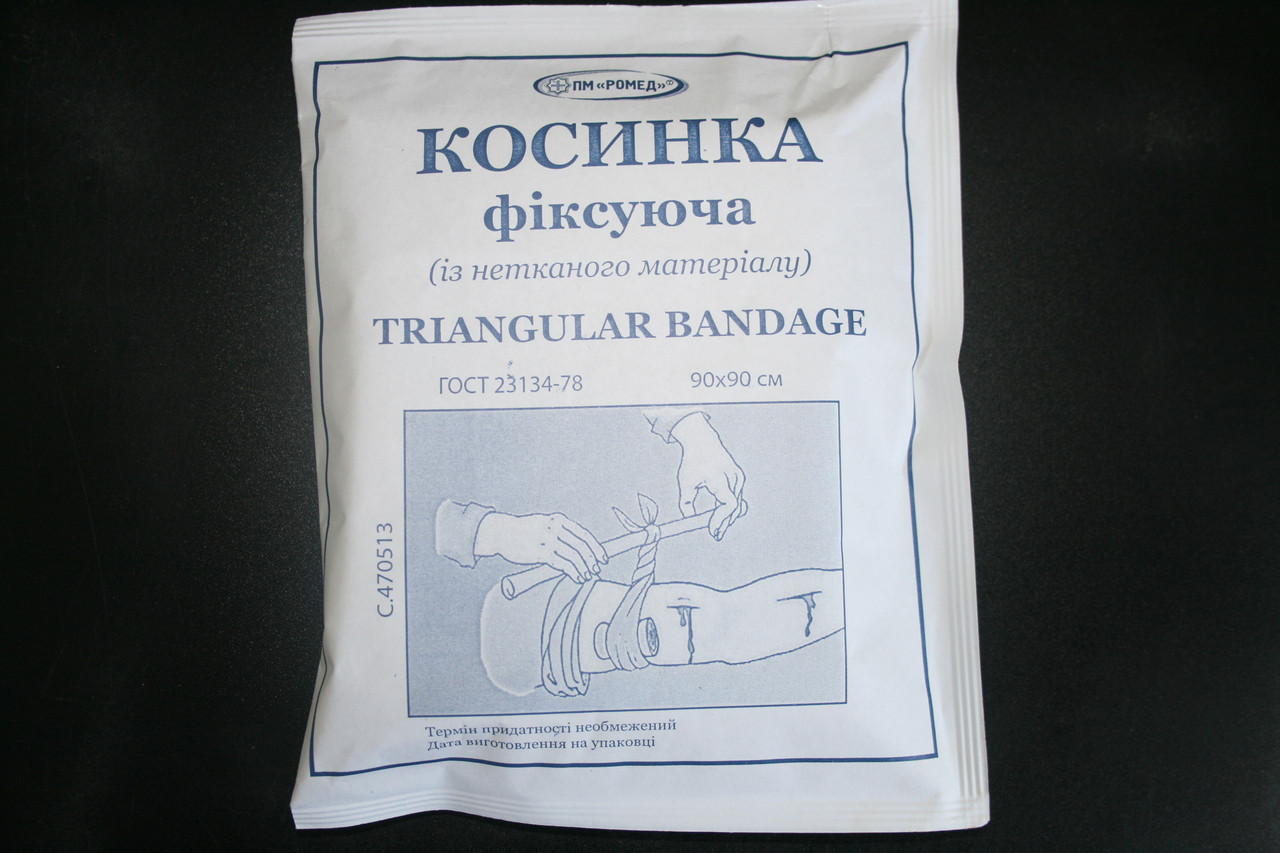 ПМ «РОМЕД»®
КОСИНКА
фіксуюча
(із нетканого матеріалу)
TRIANGULAR BANDAGE
ГОСТ 23134-78 90x90 см
С.470513
Термін придатності необмежений
Дата виготовлення на упаковці